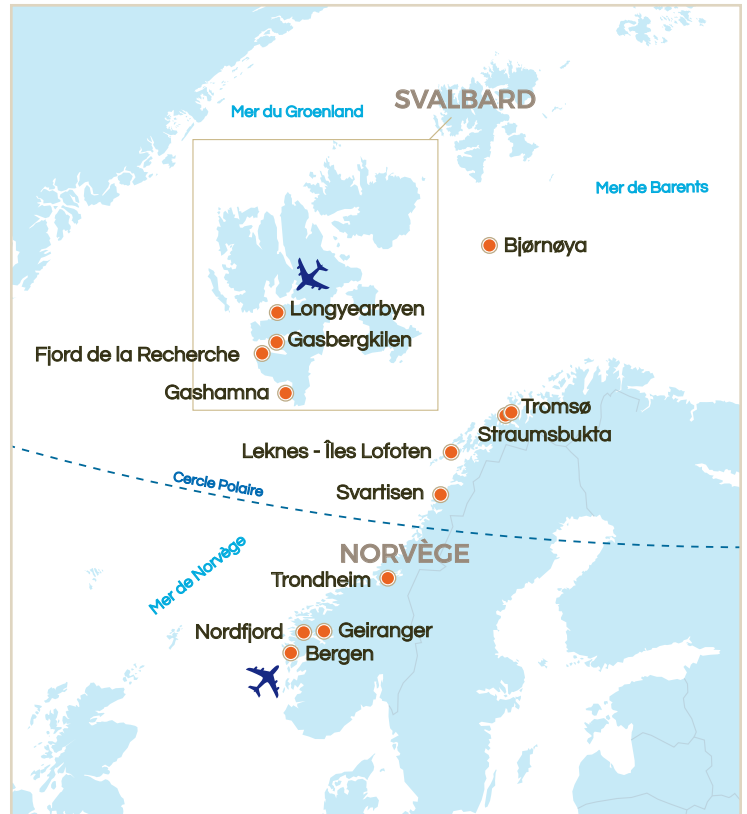 SVALBARD
Mer du Groenland
Mer de Barents
Bjørnøya
Longyearbyen
Gasbergkilen
Fjord de la Recherche
Gashamna
Tromsø
Straumsbukta
Leknes - Îles Lofoten
Cercle Polaire
Svartisen
NORVÈGE
Mer de Norvège
Trondheim
Nordfjord
Geiranger
Bergen